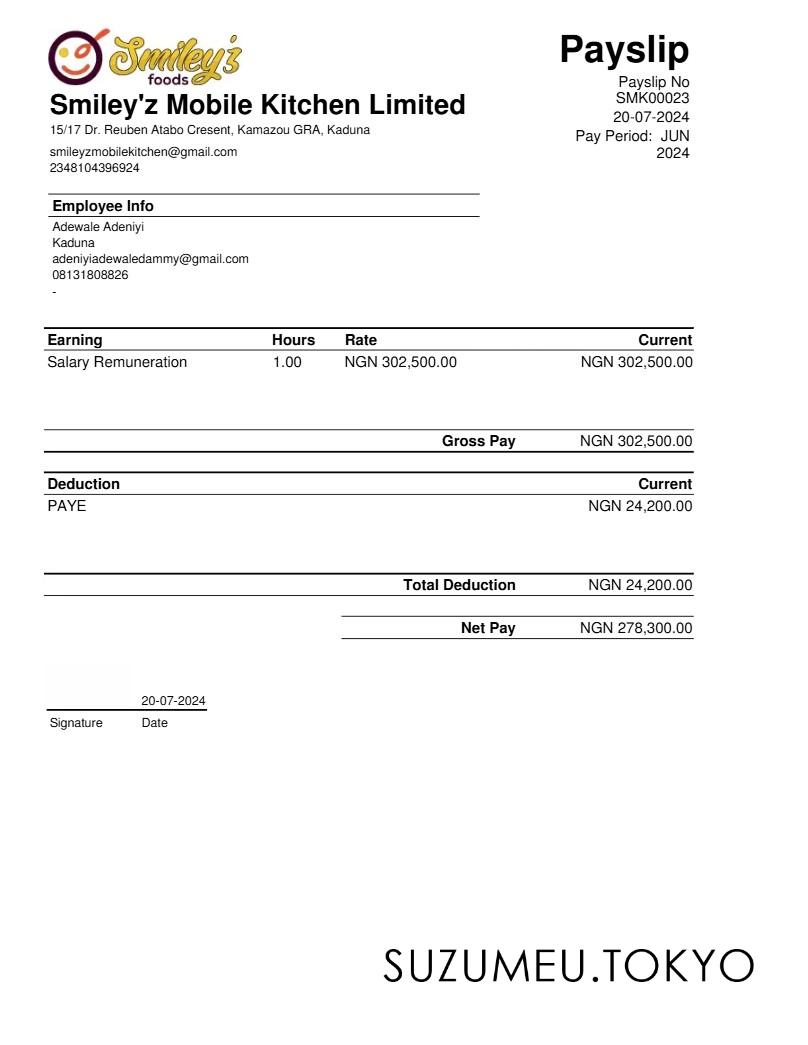 Smiley'z
foods
Payslip
Smiley'z Mobile Kitchen Limited
Payslip No
SMK00023
15/17 Dr. Reuben Atabo Cresent, Kamazou GRA, Kaduna
20-07-2024
Pay Period: JUN
2024
smileyzmobilekitchen@gmail.com
2348104396924
Employee Info
Adewale Adeniyi
Kaduna
adeniyiadewaledammy@gmail.com
08131808826
-
Earning Hours Rate Current
Salary Remuneration 1.00 NGN 302,500.00 NGN 302,500.00
Gross Pay NGN 302,500.00
Deduction Current
PAYE NGN 24,200.00
Total Deduction NGN 24,200.00
Net Pay NGN 278,300.00
20-07-2024
Signature Date
SUZUMEU.TOKYO